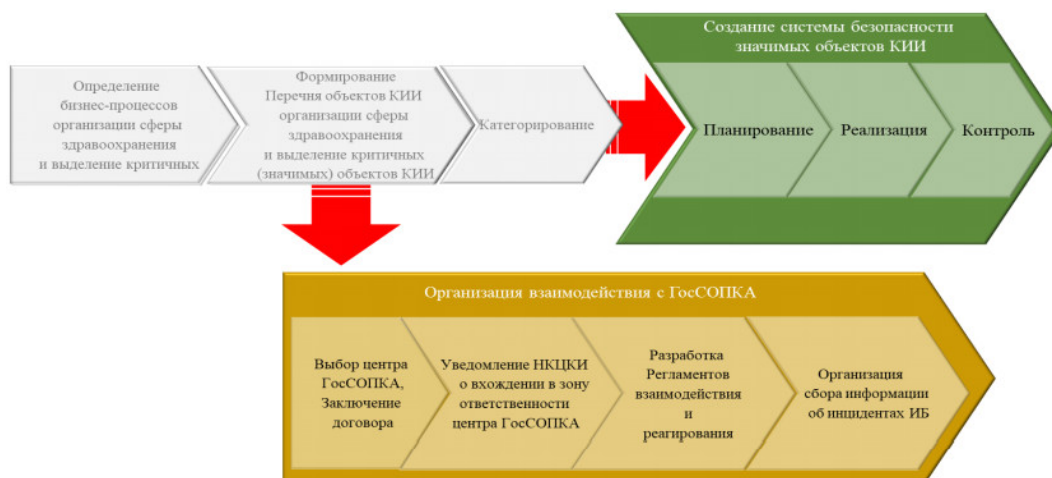 Определение
бизнес-процессов
организации сферы
здравоохранения
и выделение критичных
Формирование
Перечня объектов КИИ
организации сферы
здравоохранения
и выделение критичных
(значимых) объектов КИИ
Категорирование
Создание системы безопасности
значимых объектов КИИ
Планирование
Реализация
Контроль
Организация взаимодействия с ГосСОПКА
Выбор центра
ГосСОПКА,
Заключение
договора
Уведомление НКЦКИ
о вхождении в зону
ответственности
центра ГосСОПКА
Разработка
Регламентов
взаимодействия
и
реагирования
Организация
сбора информации
об инцидентах ИБ